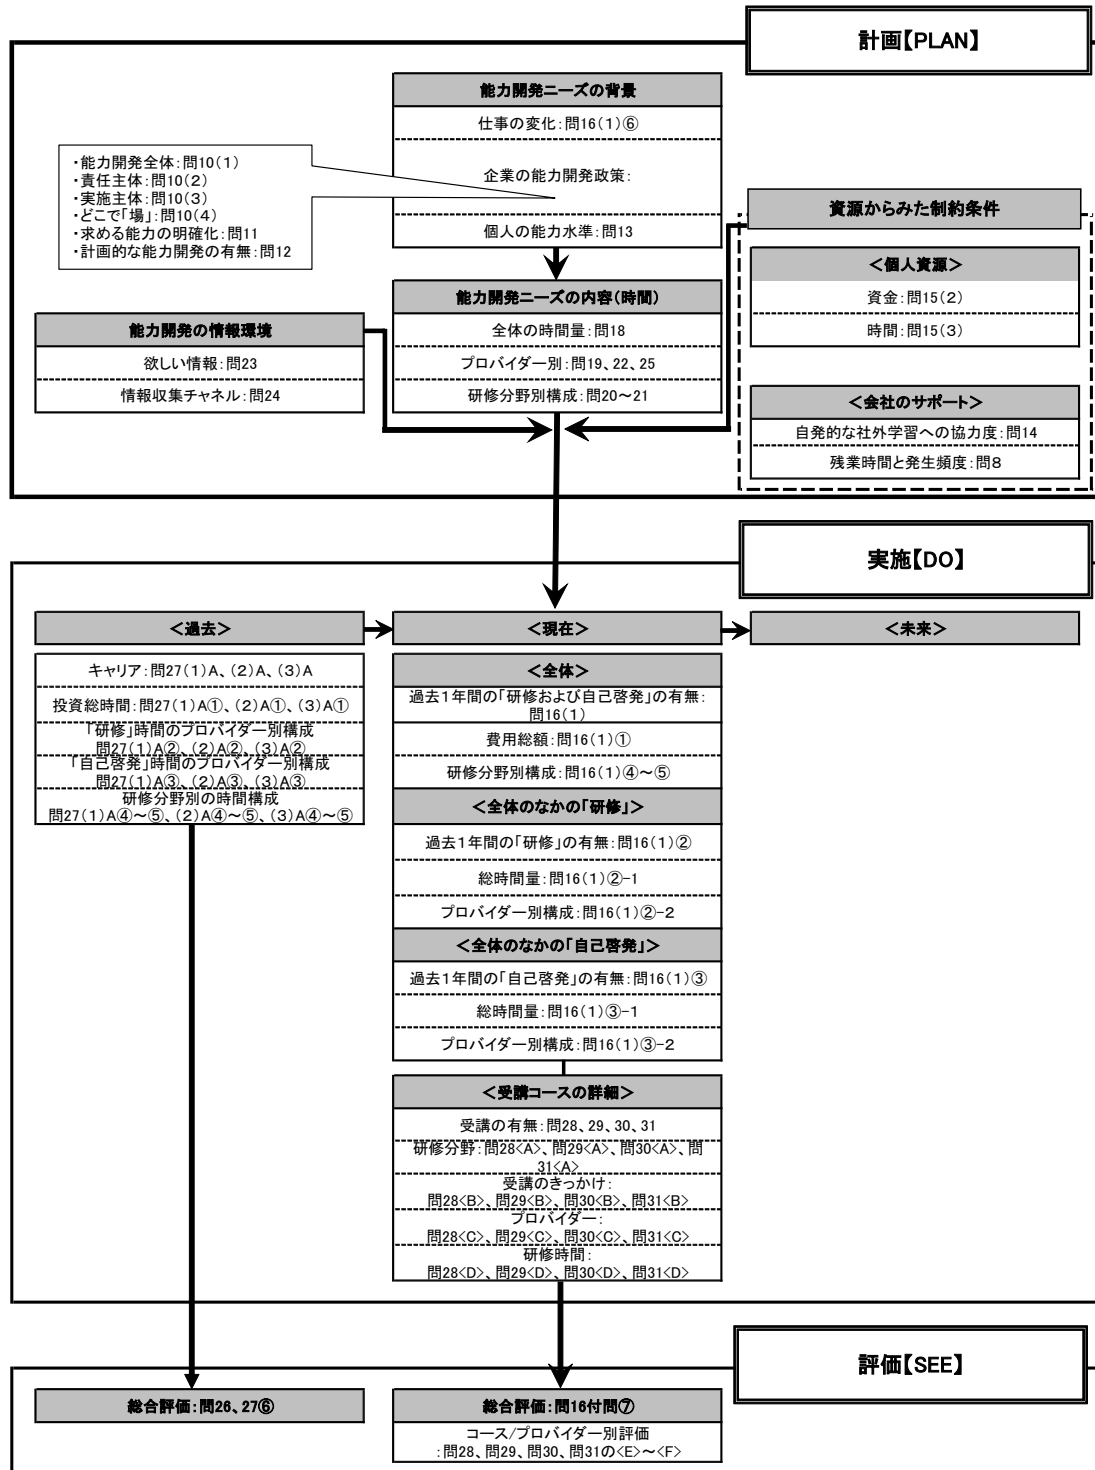 計画【PLAN】
能力開発ニーズの背景
仕事の変化：問16（1）⑥
企業の能力開発政策：
個人の能力水準：問13
・能力開発全体：問10（1）
・責任主体：問10（2）
・実施主体：問10（3）
・どこで「場」：問10（4）
・求める能力の明確化：問11
・計画的な能力開発の有無：問12
資源からみた制約条件
＜個人資源＞
資金：問15（2）
時間：問15（3）
＜会社のサポート＞
自発的な社外学習への協力度：問14
残業時間と発生頻度：問8
能力開発ニーズの内容（時間）
全体の時間量：問18
プロバイダー別：問19、22、25
研修分野別構成：問20～21
能力開発の情報環境
欲しい情報：問23
情報収集チャネル：問24
実施【DO】
＜過去＞
＜現在＞
＜未来＞
キャリア：問27（1）A、（2）A、（3）A
投資総時間：問27（1）A①、（2）A①、（3）A①
「研修」時間のプロバイダー別構成
問27（1）A②、（2）A②、（3）A②
「自己啓発」時間のプロバイダー別構成
問27（1）A③、（2）A③、（3）A③
研修分野別の時間構成
問27（1）A④～⑤、（2）A④～⑤、（3）A④～⑤
＜全体＞
過去1年間の「研修および自己啓発」の有無：
問16（1）
費用総額：問16（1）①
研修分野別構成：問16（1）④～⑤
＜全体のなかの「研修」＞
過去1年間の「研修」の有無：問16（1）②
総時間量：問16（1）②-1
プロバイダー別構成：問16（1）②-2
＜全体のなかの「自己啓発」＞
過去1年間の「自己啓発」の有無：問16（1）③
総時間量：問16（1）③-1
プロバイダー別構成：問16（1）③-2
＜受講コースの詳細＞
受講の有無：問28、29、30、31
研修分野：問28<A>、問29<A>、問30<A>、問
31<A>
受講のきっかけ：
問28<B>、問29<B>、問30<B>、問31<B>
プロバイダー：
問28<C>、問29<C>、問30<C>、問31<C>
研修時間：
問28<D>、問29<D>、問30<D>、問31<D>
評価【SEE】
総合評価：問26、27⑥
総合評価：問16付問⑦
コース/プロバイダー別評価
：問28、問29、問30、問31の<E>～<F>